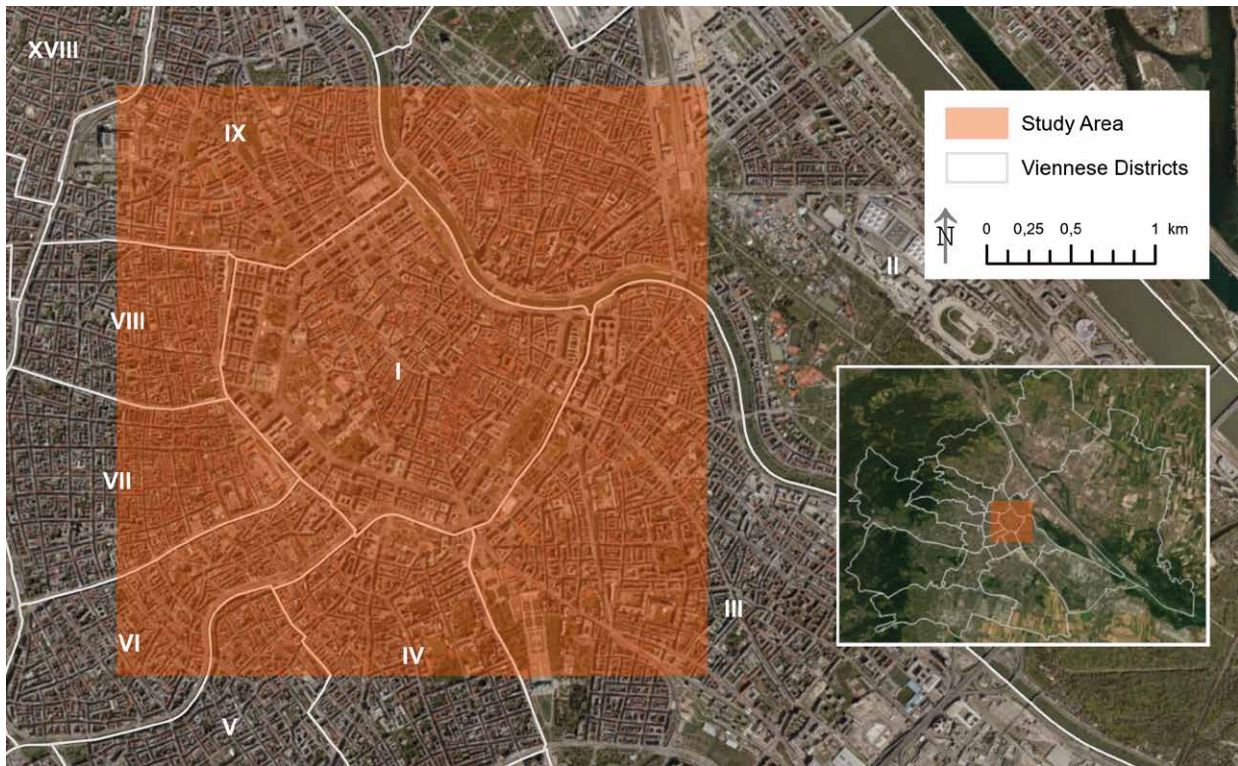 XVIII
IX
Study Area
Viennese Districts
N
0 0,25 0,5 1 km
II
VIII
I
VII
III
VI
IV
V